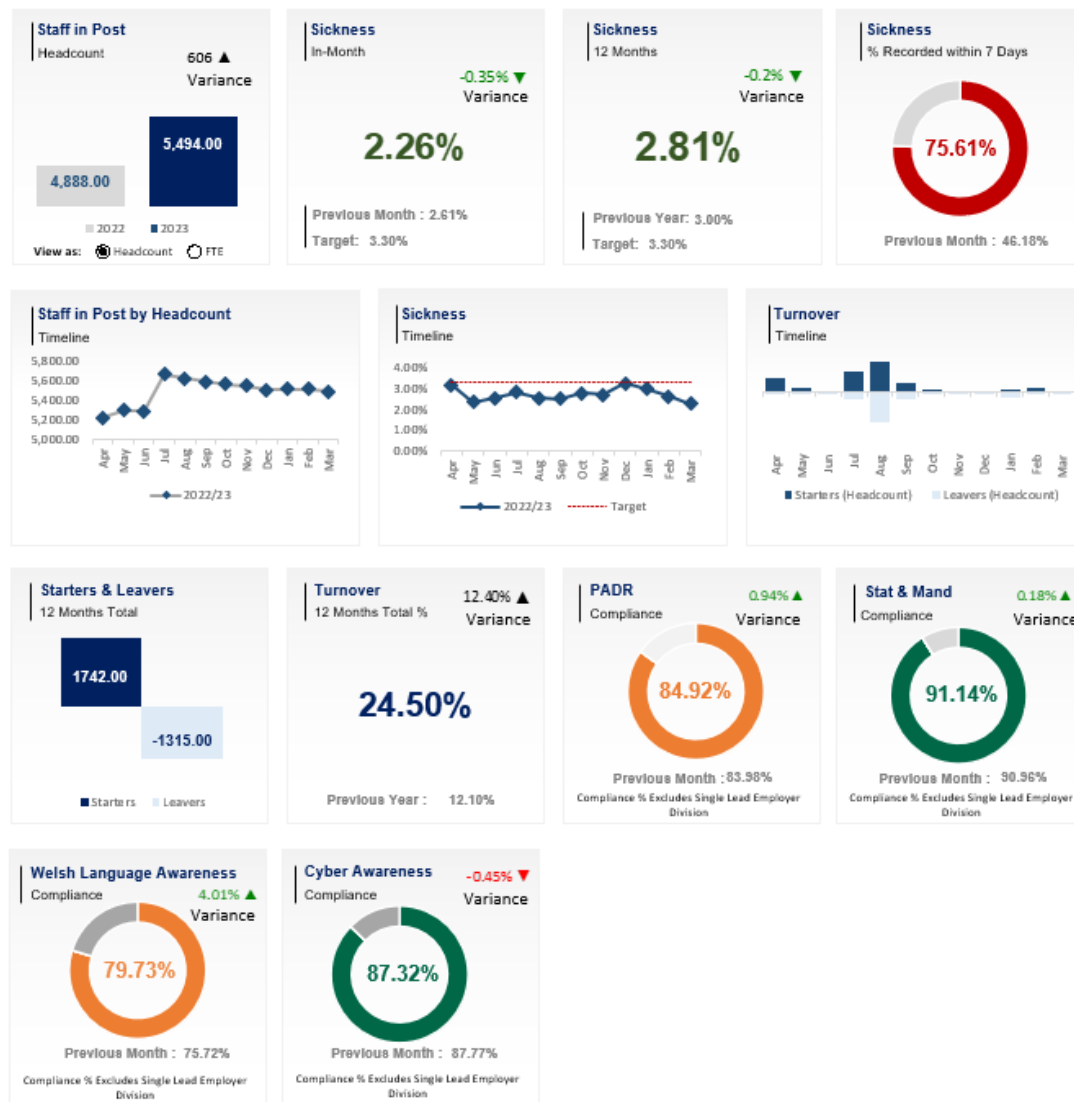 Staff in Post
Headcount
606 ▲
Variance
5,494.00
4,888.00
2022 2023
View as: Headcount FTE
Sickness
In-Month
-0.35% ▼
Variance
2.26%
Previous Month : 2.61%
Target: 3.30%
Sickness
12 Months
-0.2% ▼
Variance
2.81%
Previous Year: 3.00%
Target: 3.30%
Sickness
% Recorded within 7 Days
75.61%
Previous Month : 46.18%
Staff in Post by Headcount
Timeline
5,800.00
5,600.00
5,400.00
5,200.00
5,000.00
Apr May Jun Jul Aug Sep Oct Nov Dec Jan Feb Mar
2022/23
Sickness
Timeline
4.00%
3.00%
2.00%
1.00%
0.00%
Apr May Jun Jul Aug Sep Oct Nov Dec Jan Feb Mar
2022/23 Target
Turnover
Timeline
Apr May Jun Jul Aug Sep Oct Nov Dec Jan Feb Mar
Starters (Headcount) Leavers (Headcount)
Starters & Leavers
12 Months Total
1742.00
-1315.00
Starters Leavers
Turnover
12 Months Total %
12.40% ▲
Variance
24.50%
Previous Year : 12.10%
PADR
Compliance
0.94% ▲
Variance
84.92%
Previous Month : 83.98%
Compliance % Excludes Single Lead Employer
Division
Stat & Mand
Compliance
0.18% ▲
Variance
91.14%
Previous Month : 90.96%
Compliance % Excludes Single Lead Employer
Division
Welsh Language Awareness
Compliance
4.01% ▲
Variance
79.73%
Previous Month : 75.72%
Compliance % Excludes Single Lead Employer
Division
Cyber Awareness
Compliance
-0.45% ▼
Variance
87.32%
Previous Month : 87.77%
Compliance % Excludes Single Lead Employer
Division